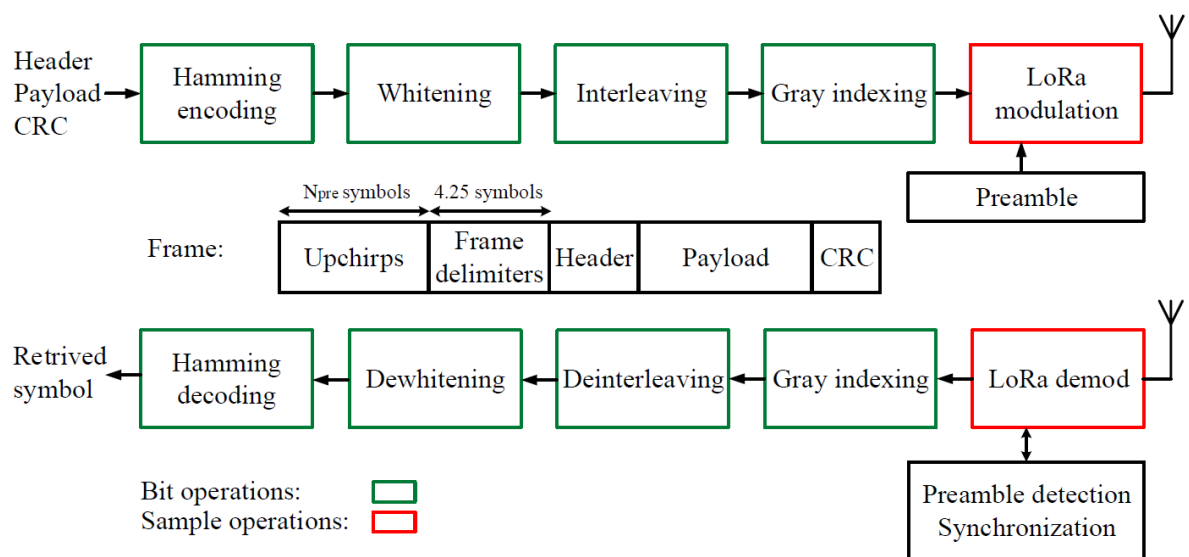 Header
Payload
CRC
Hamming
encoding
Whitening
Interleaving
Gray indexing
LoRa
modulation
Preamble
Npre symbols
4.25 symbols
Frame:
Upchirps
Frame
delimiters
Header
Payload
CRC
Retrived
symbol
Hamming
decoding
Dewhitening
Deinterleaving
Gray indexing
LoRa demod
Preamble detection
Synchronization
Bit operations:
Sample operations: